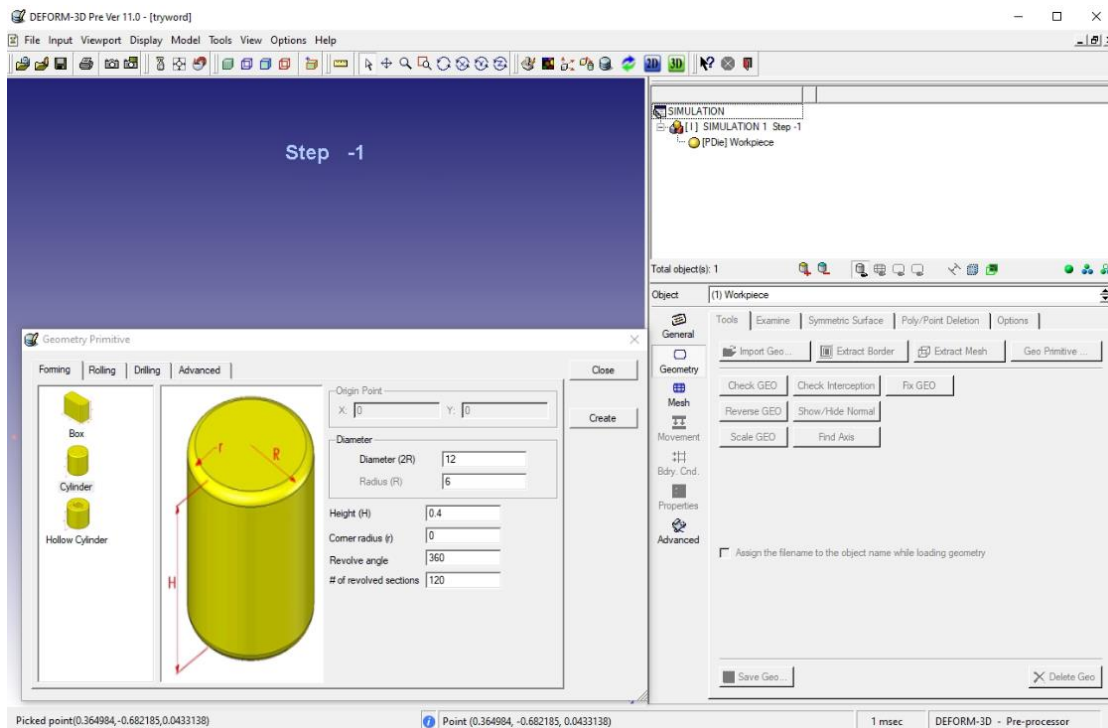 DEFORM-3D Pre Ver 11.0 - [tryword]
File Input Viewport Display Model Tools View Options Help
2D 3D
Step -1
SIMULATION
[I] SIMULATION 1 Step -1
[PDie] Workpiece
Total object(s): 1
Object (1) Workpiece
General
Geometry
Mesh
Movement
Bdry. Cnd.
Properties
Advanced
Tools Examine Symmetric Surface Poly/Point Deletion Options
Import Geo... Extract Border Extract Mesh Geo Primitive ...
Check GEO Check Interception Fix GEO
Reverse GEO Show/Hide Normal
Scale GEO Find Axis
Assign the filename to the object name while loading geometry
Save Geo... Delete Geo
Geometry Primitive
Forming Rolling Drilling Advanced
Close
Create
Box
Cylinder
Hollow Cylinder
r
R
H
Origin Point
X: 0 Y: 0
Diameter
Diameter (2R) 12
Radius (R) 6
Height (H) 0.4
Corner radius (r) 0
Revolve angle 360
# of revolved sections 120
Picked point(0.364984,-0.682185,0.0433138)
Point (0.364984, -0.682185, 0.0433138)
1 msec
DEFORM-3D - Pre-processor